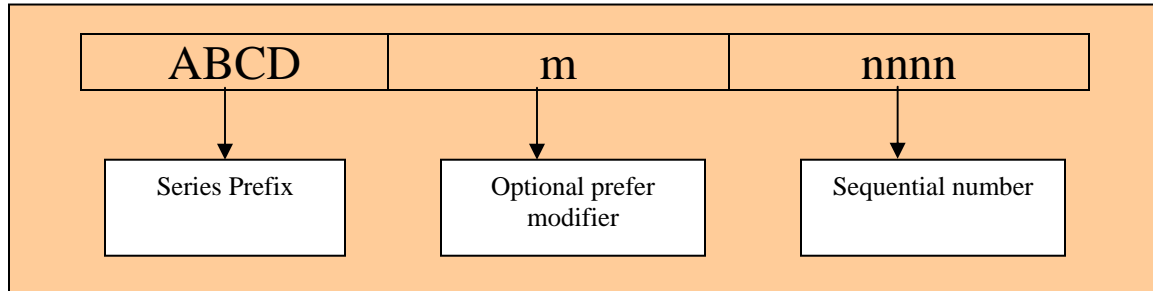 ABCD m nnnn
Series Prefix
Optional prefer
modifier
Sequential number